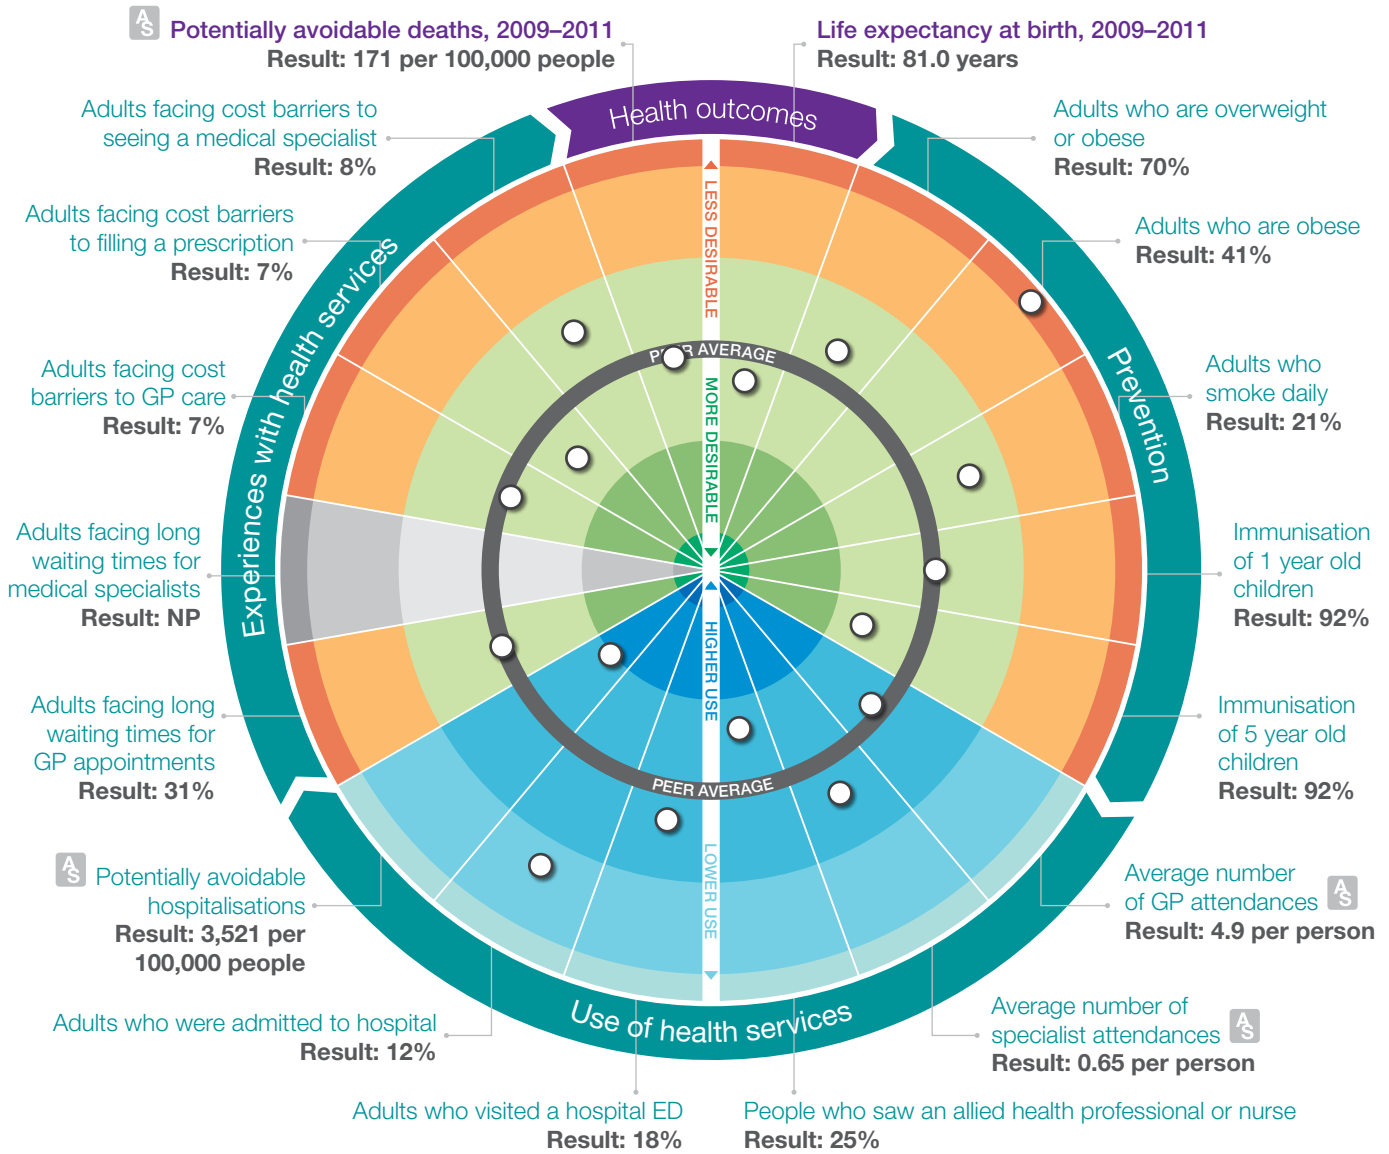 AS Potentially avoidable deaths, 2009–2011
Result: 171 per 100,000 people
Life expectancy at birth, 2009–2011
Result: 81.0 years
Health outcomes
Adults facing cost barriers to
seeing a medical specialist
Result: 8%
Adults who are overweight
or obese
Result: 70%
Adults facing cost barriers
to filling a prescription
Result: 7%
Adults who are obese
Result: 41%
Adults facing cost
barriers to GP care
Result: 7%
Adults who
smoke daily
Result: 21%
Adults facing long
waiting times for
medical specialists
Result: NP
Immunisation
of 1 year old
children
Result: 92%
Adults facing long
waiting times for
GP appointments
Result: 31%
Immunisation
of 5 year old
children
Result: 92%
Experiences with health services
Prevention
LESS DESIRABLE
PEER AVERAGE
MORE DESIRABLE
HIGHER USE
PEER AVERAGE
LOWER USE
Use of health services
AS Potentially avoidable
hospitalisations
Result: 3,521 per
100,000 people
Average number
of GP attendances AS
Result: 4.9 per person
Adults who were admitted to hospital
Result: 12%
Average number of
specialist attendances AS
Result: 0.65 per person
Adults who visited a hospital ED
Result: 18%
People who saw an allied health professional or nurse
Result: 25%